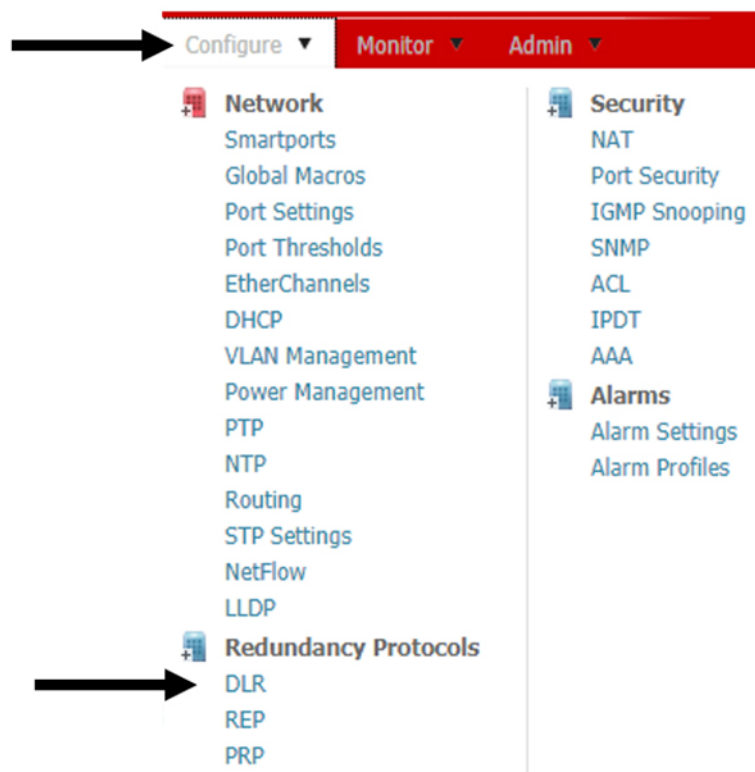 Configure ▼ Monitor ▼ Admin ▼
Network
Smartports
Global Macros
Port Settings
Port Thresholds
EtherChannels
DHCP
VLAN Management
Power Management
PTP
NTP
Routing
STP Settings
NetFlow
LLDP
Redundancy Protocols
DLR
REP
PRP
Security
NAT
Port Security
IGMP Snooping
SNMP
ACL
IPDT
AAA
Alarms
Alarm Settings
Alarm Profiles